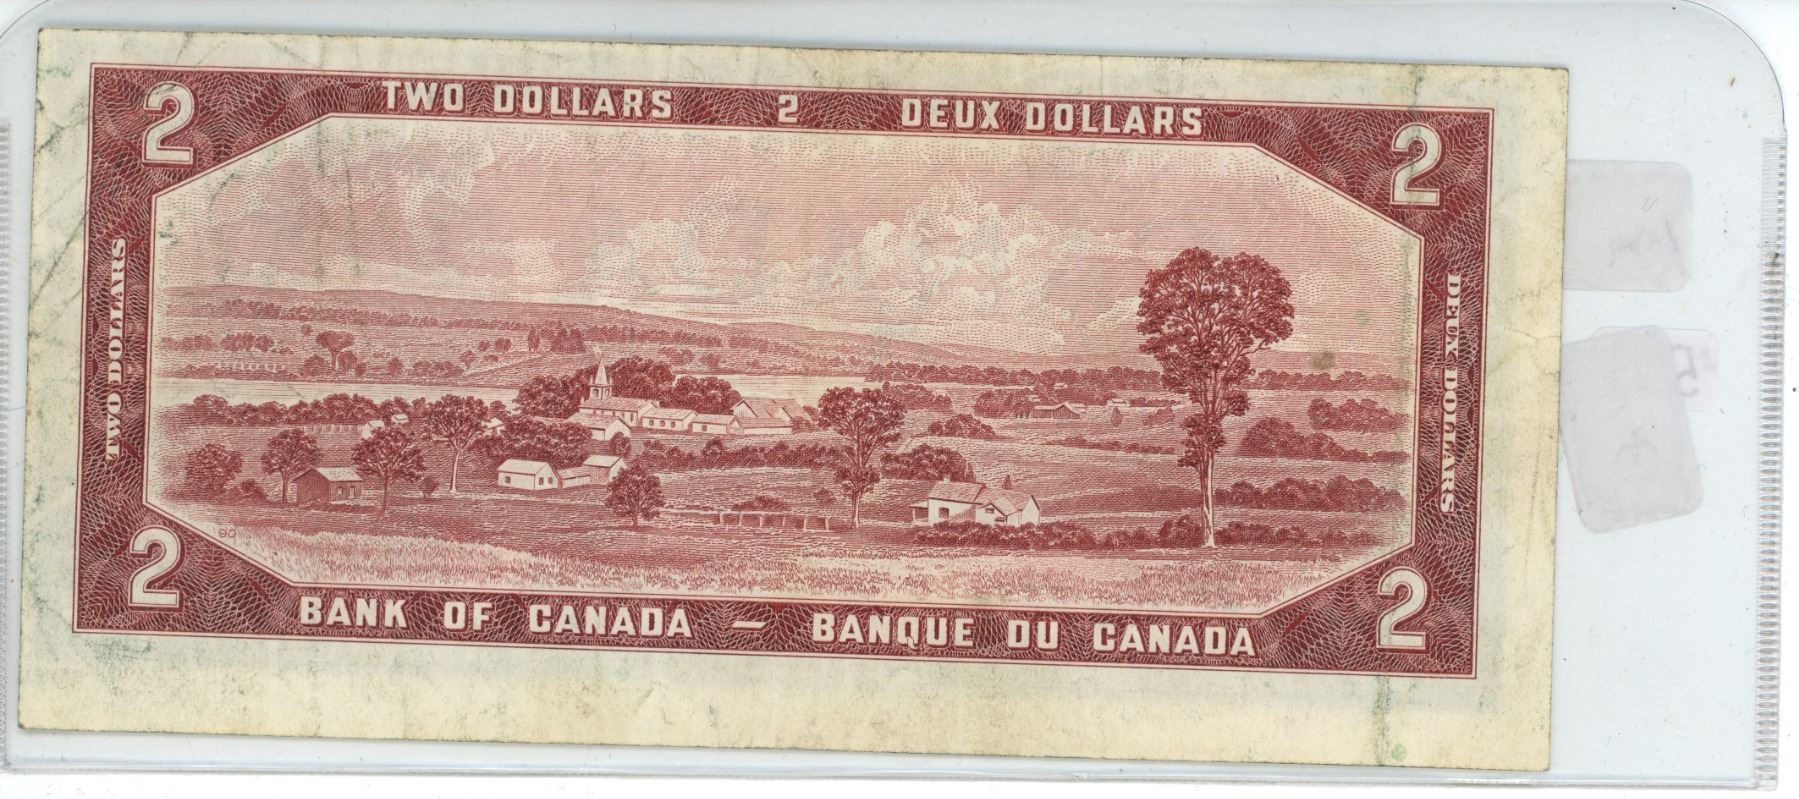 2 TWO DOLLARS 2 DEUX DOLLARS 2
TWO DOLLARS
DEUX DOLLARS
90
2 BANK OF CANADA – BANQUE DU CANADA 2